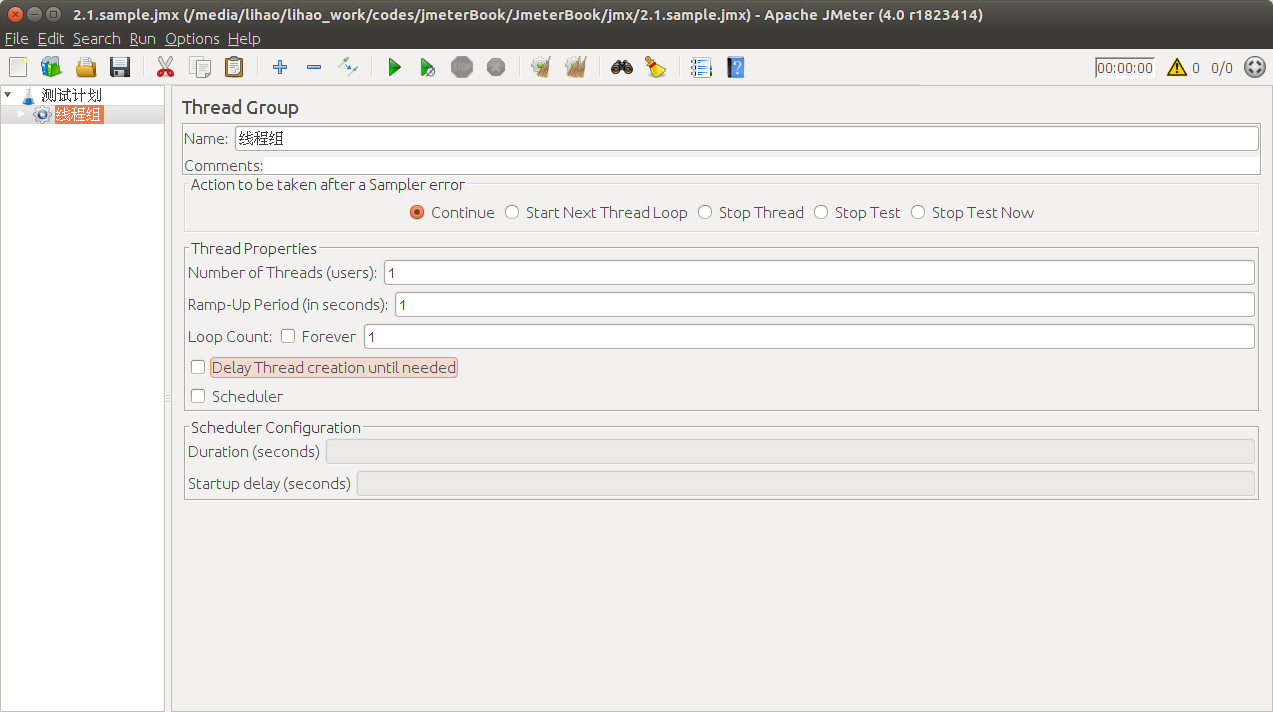 2.1.sample.jmx (/media/lihao/lihao_work/codes/jmeterBook/JmeterBook/jmx/2.1.sample.jmx) - Apache JMeter (4.0 r1823414)
File Edit Search Run Options Help
00:00:00 0 0/0
测试计划
线程组
Thread Group
Name: 线程组
Comments:
Action to be taken after a Sampler error
Continue Start Next Thread Loop Stop Thread Stop Test Stop Test Now
Thread Properties
Number of Threads (users): 1
Ramp-Up Period (in seconds): 1
Loop Count: Forever 1
Delay Thread creation until needed
Scheduler
Scheduler Configuration
Duration (seconds)
Startup delay (seconds)